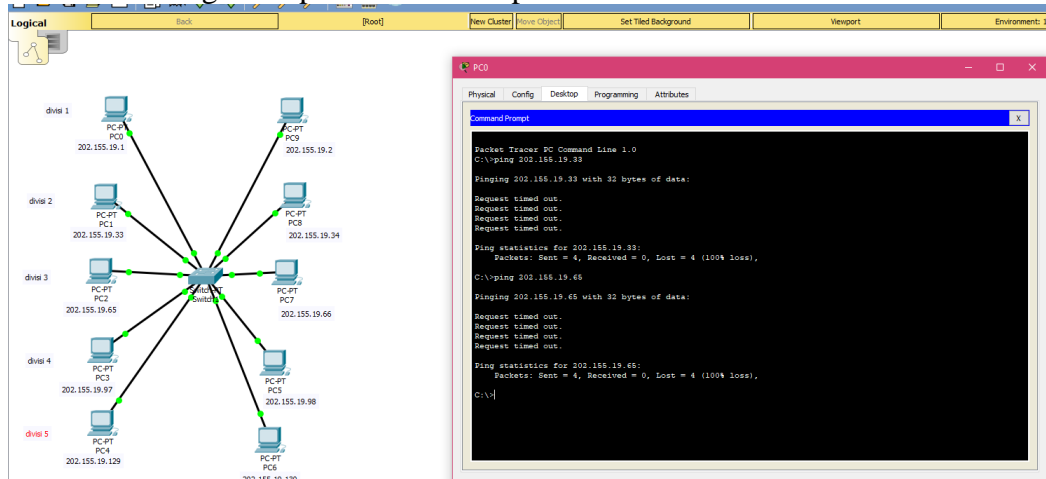 Logical Back [Root] New Cluster Move Object Set Tiled Background Viewport Environment: 1
divisi 1
PC0
202.155.19.1
PC-PT
PC9
202.155.19.2
divisi 2
PC-PT
PC1
202.155.19.33
PC-PT
PC8
202.155.19.34
divisi 3
PC-PT
PC2
202.155.19.65
PC-PT
PC7
202.155.19.66
divisi 4
PC-PT
PC3
202.155.19.97
PC-PT
PC5
202.155.19.98
divisi 5
PC-PT
PC4
202.155.19.129
PC-PT
PC6
PC0
Physical Config Desktop Programming Attributes
Command Prompt X
Packet Tracer PC Command Line 1.0
C:\>ping 202.155.19.33
Pinging 202.155.19.33 with 32 bytes of data:
Request timed out.
Request timed out.
Request timed out.
Request timed out.
Ping statistics for 202.155.19.33:
Packets: Sent = 4, Received = 0, Lost = 4 (100% loss),
C:\>ping 202.155.19.65
Pinging 202.155.19.65 with 32 bytes of data:
Request timed out.
Request timed out.
Request timed out.
Request timed out.
Ping statistics for 202.155.19.65:
Packets: Sent = 4, Received = 0, Lost = 4 (100% loss),
C:\>